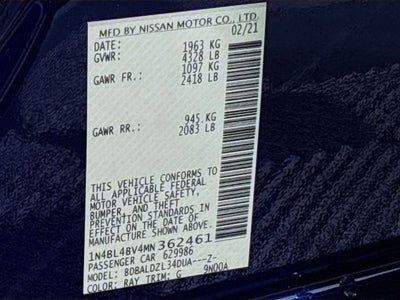 MFD BY NISSAN MOTOR CO., LTD.
DATE: 02/21
GVWR: 1963 KG
4328 LB
GAWR FR.: 1097 KG
2418 LB
GAWR RR.: 945 KG
2083 LB
THIS VEHICLE CONFORMS TO
ALL APPLICABLE FEDERAL
MOTOR VEHICLE SAFETY,
BUMPER, AND THEFT
PREVENTION STANDARDS IN
EFFECT ON THE DATE OF
MANUFACTURE SHOWN ABOVE.
1N4BL4BV4MN362461
PASSENGER CAR 629986
MODEL: BDBALDZL34DUA---Z-
COLOR: RAY TRIM: G 9N00A